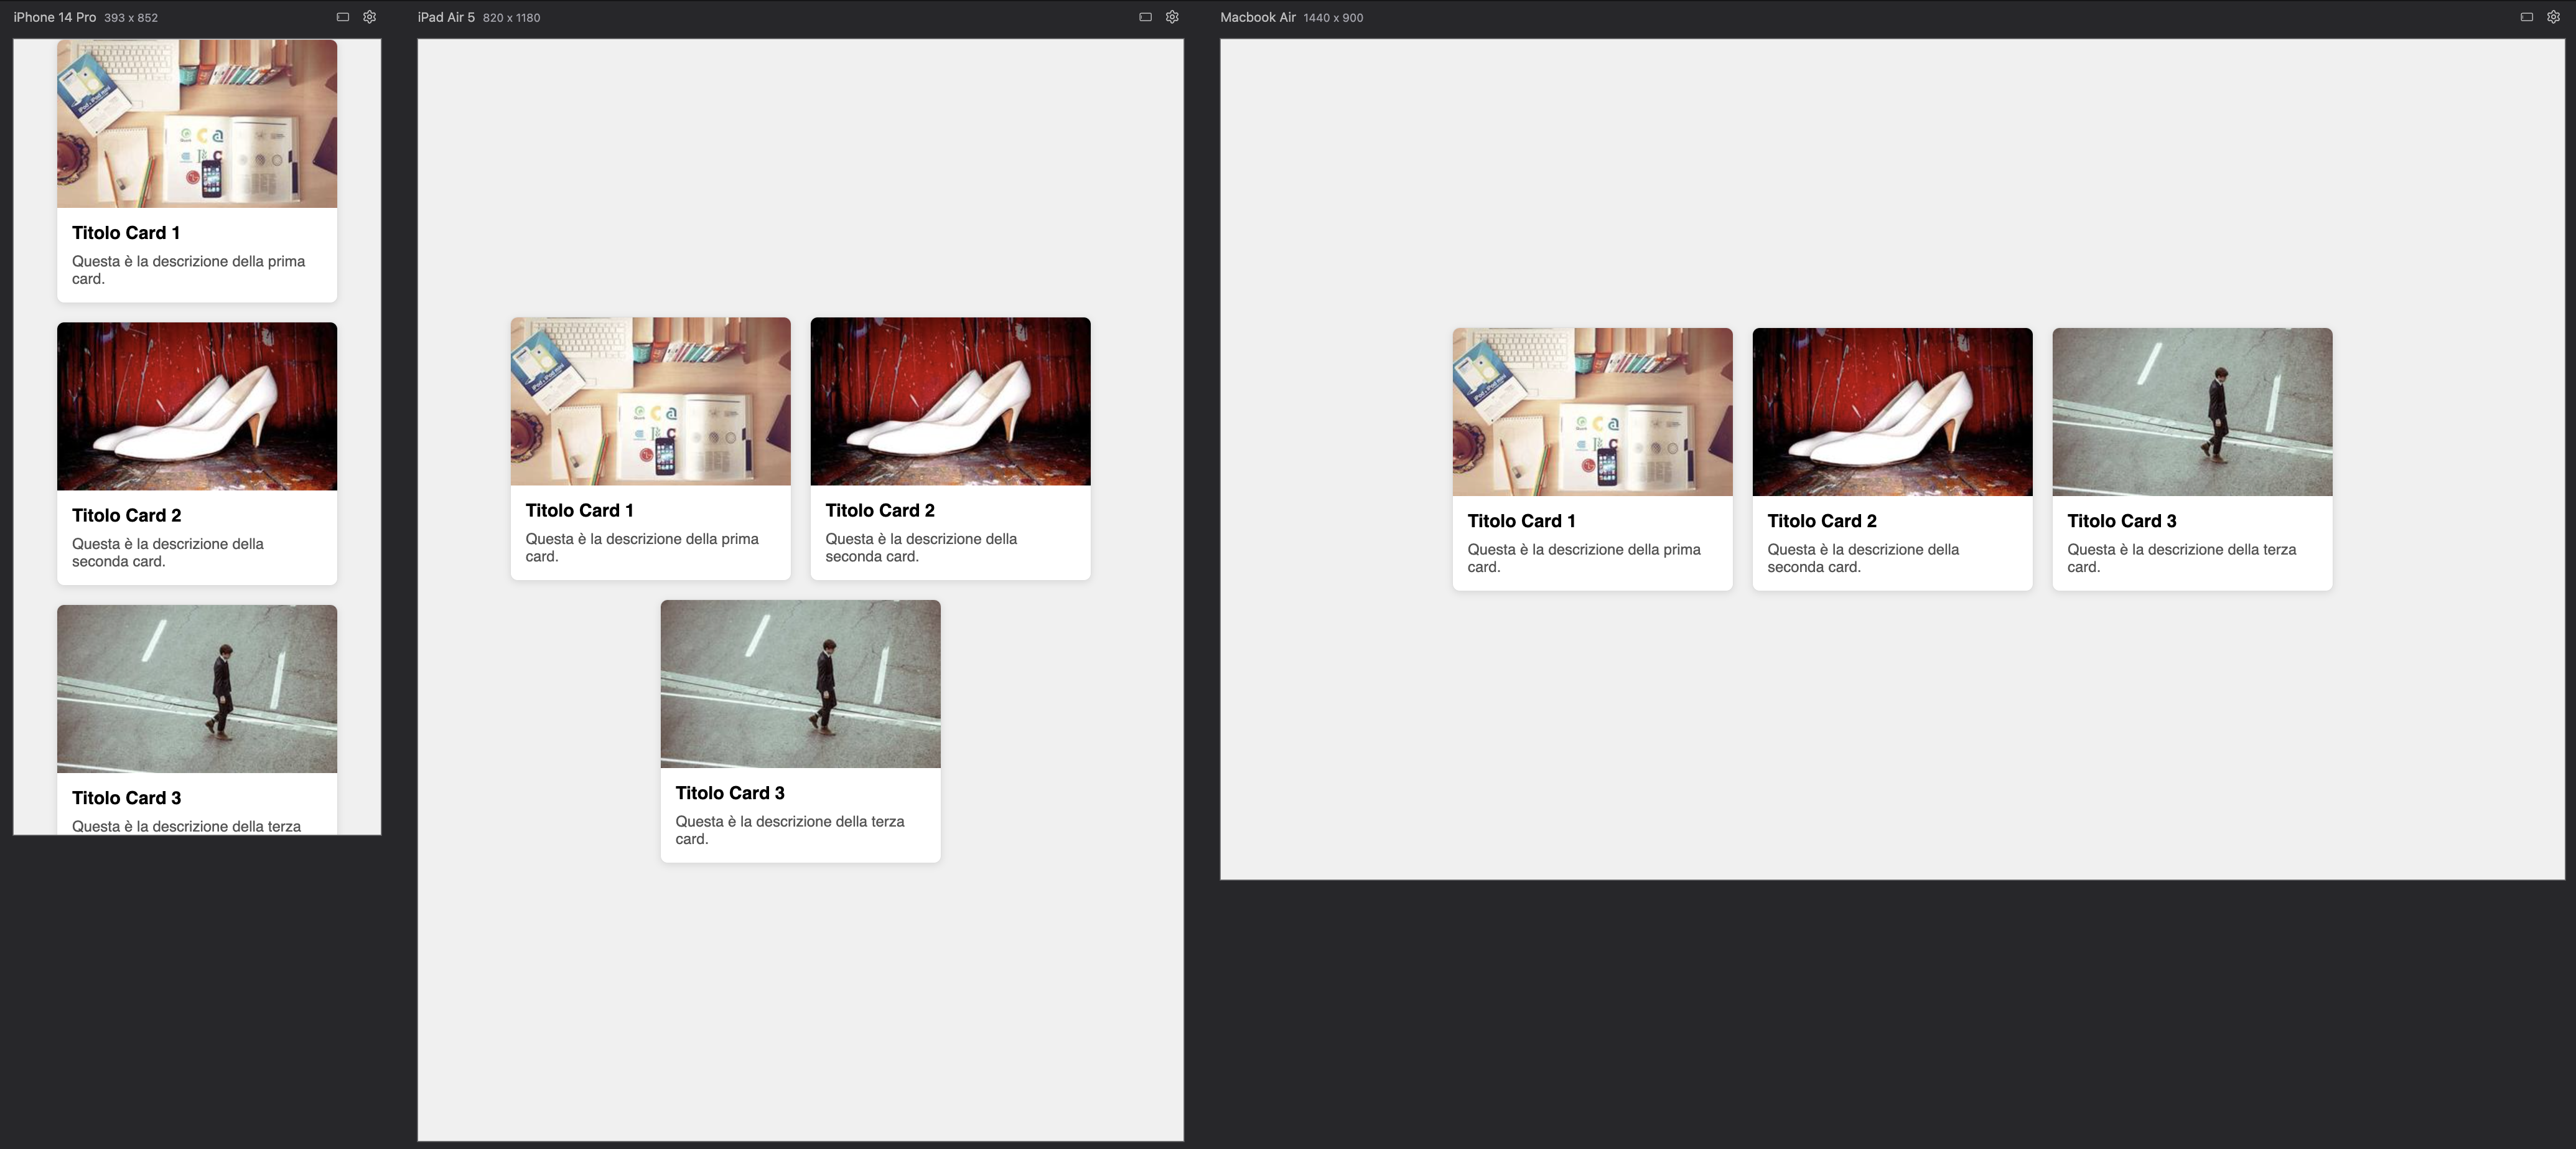 iPhone 14 Pro 393 x 852
Titolo Card 1
Questa è la descrizione della prima
card.
Titolo Card 2
Questa è la descrizione della
seconda card.
Titolo Card 3
Questa è la descrizione della terza
iPad Air 5 820 x 1180
Titolo Card 1
Questa è la descrizione della prima
card.
Titolo Card 2
Questa è la descrizione della
seconda card.
Titolo Card 3
Questa è la descrizione della terza
card.
Macbook Air 1440 x 900
Titolo Card 1
Questa è la descrizione della prima
card.
Titolo Card 2
Questa è la descrizione della
seconda card.
Titolo Card 3
Questa è la descrizione della terza
card.